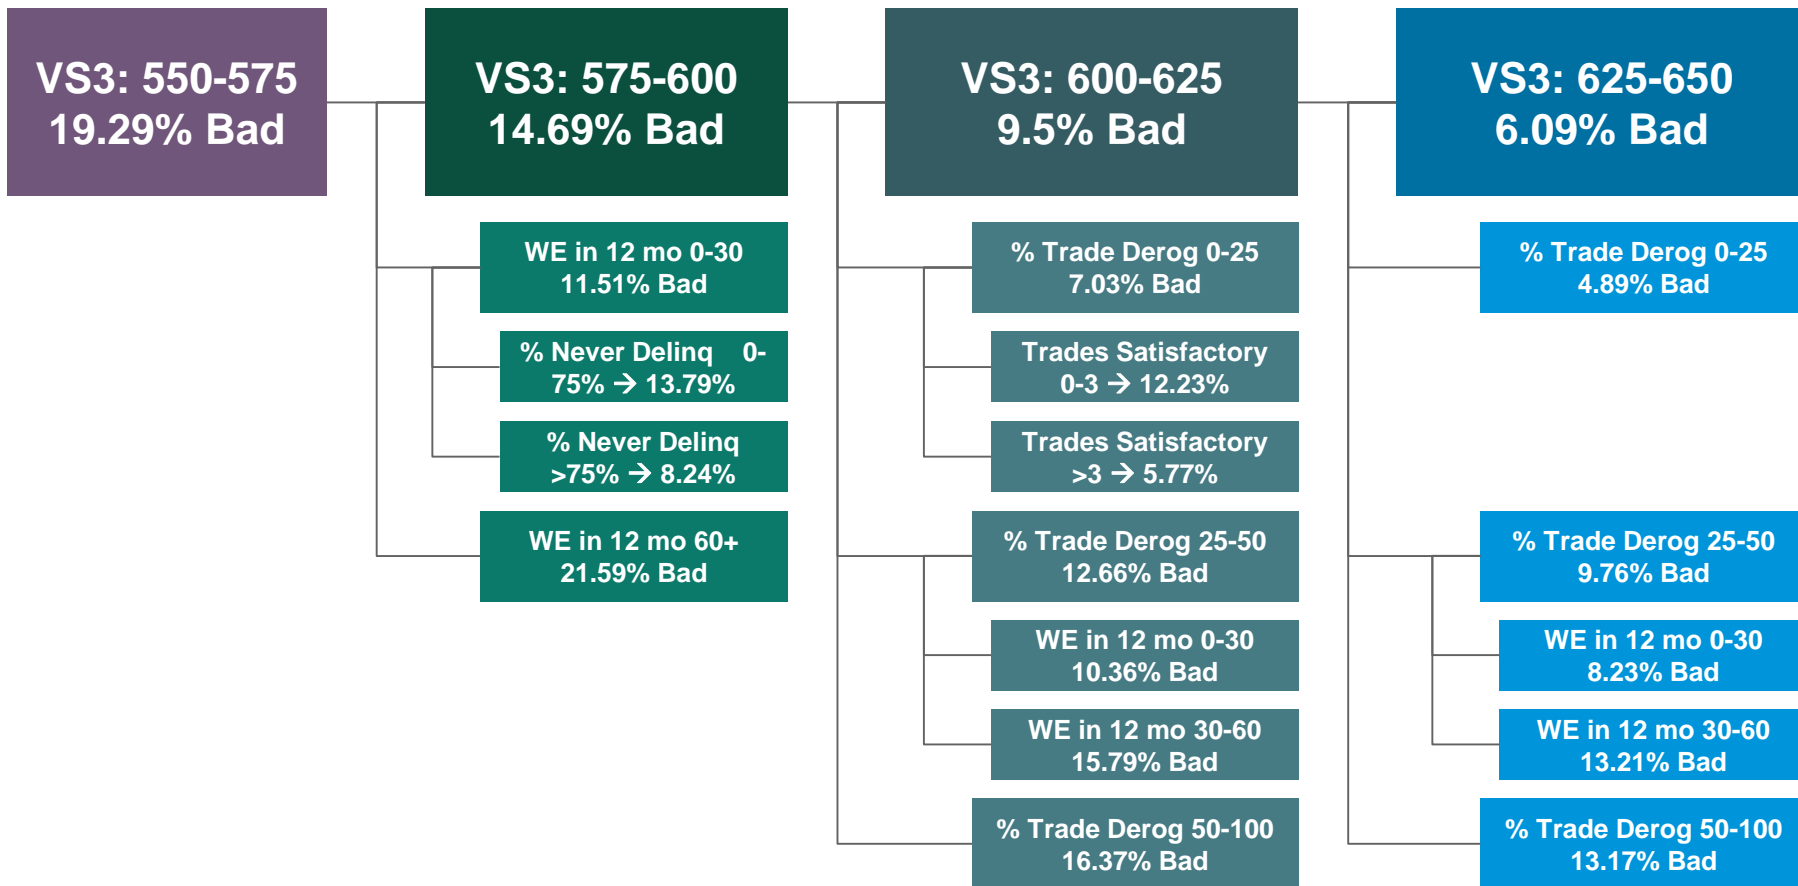 VS3: 550-575
19.29% Bad
VS3: 575-600
14.69% Bad
WE in 12 mo 0-30
11.51% Bad
% Never Delinq 0-
75% → 13.79%
% Never Delinq
>75% → 8.24%
WE in 12 mo 60+
21.59% Bad
VS3: 600-625
9.5% Bad
% Trade Derog 0-25
7.03% Bad
Trades Satisfactory
0-3 → 12.23%
Trades Satisfactory
>3 → 5.77%
% Trade Derog 25-50
12.66% Bad
WE in 12 mo 0-30
10.36% Bad
WE in 12 mo 30-60
15.79% Bad
% Trade Derog 50-100
16.37% Bad
VS3: 625-650
6.09% Bad
% Trade Derog 0-25
4.89% Bad
% Trade Derog 25-50
9.76% Bad
WE in 12 mo 0-30
8.23% Bad
WE in 12 mo 30-60
13.21% Bad
% Trade Derog 50-100
13.17% Bad